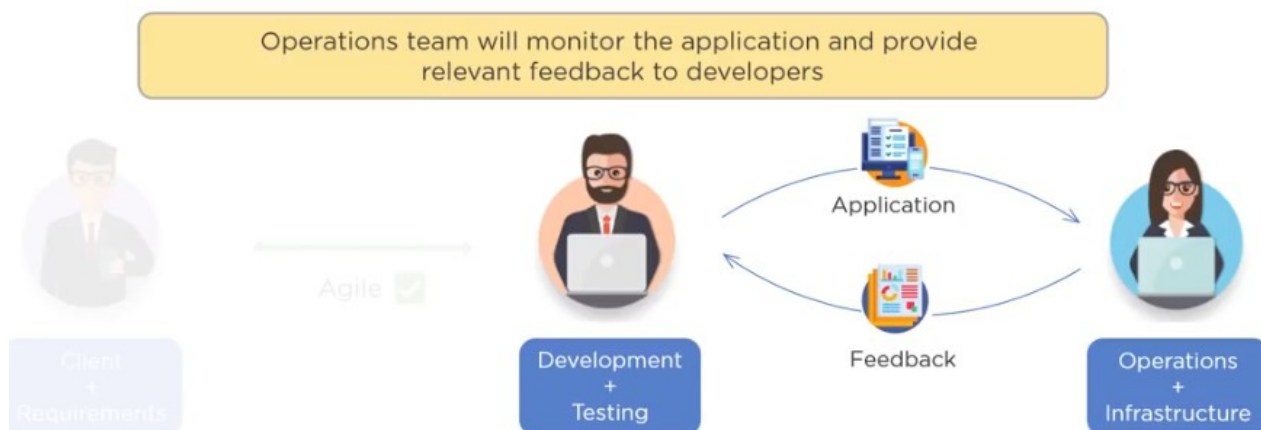 Operations team will monitor the application and provide
relevant feedback to developers
Application
Agile
Feedback
Client
+
Requirements
Development
+
Testing
Operations
+
Infrastructure